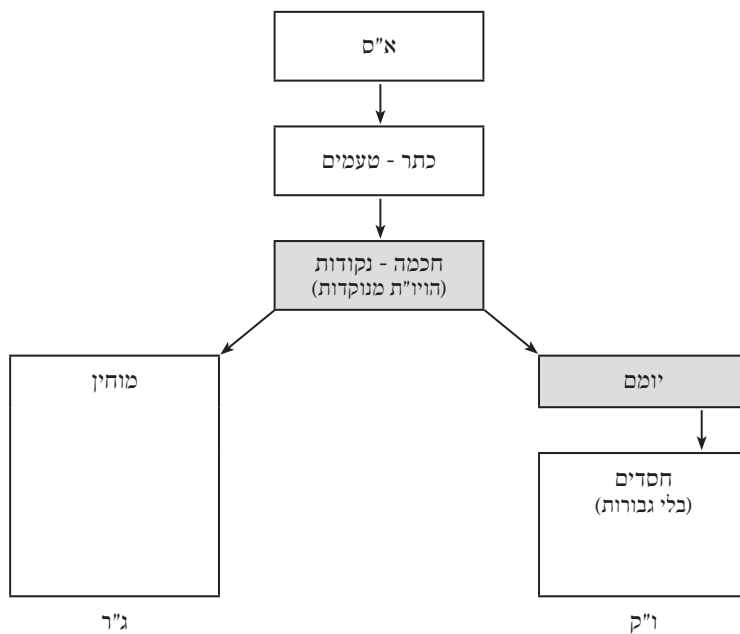 א"ס
כתר - טעמים
חכמה - נקודות
(הויו"ת מנוקדות)
יומם
מוחין
חסדים
(בלי גבורות)
ו"ק
ג"ר